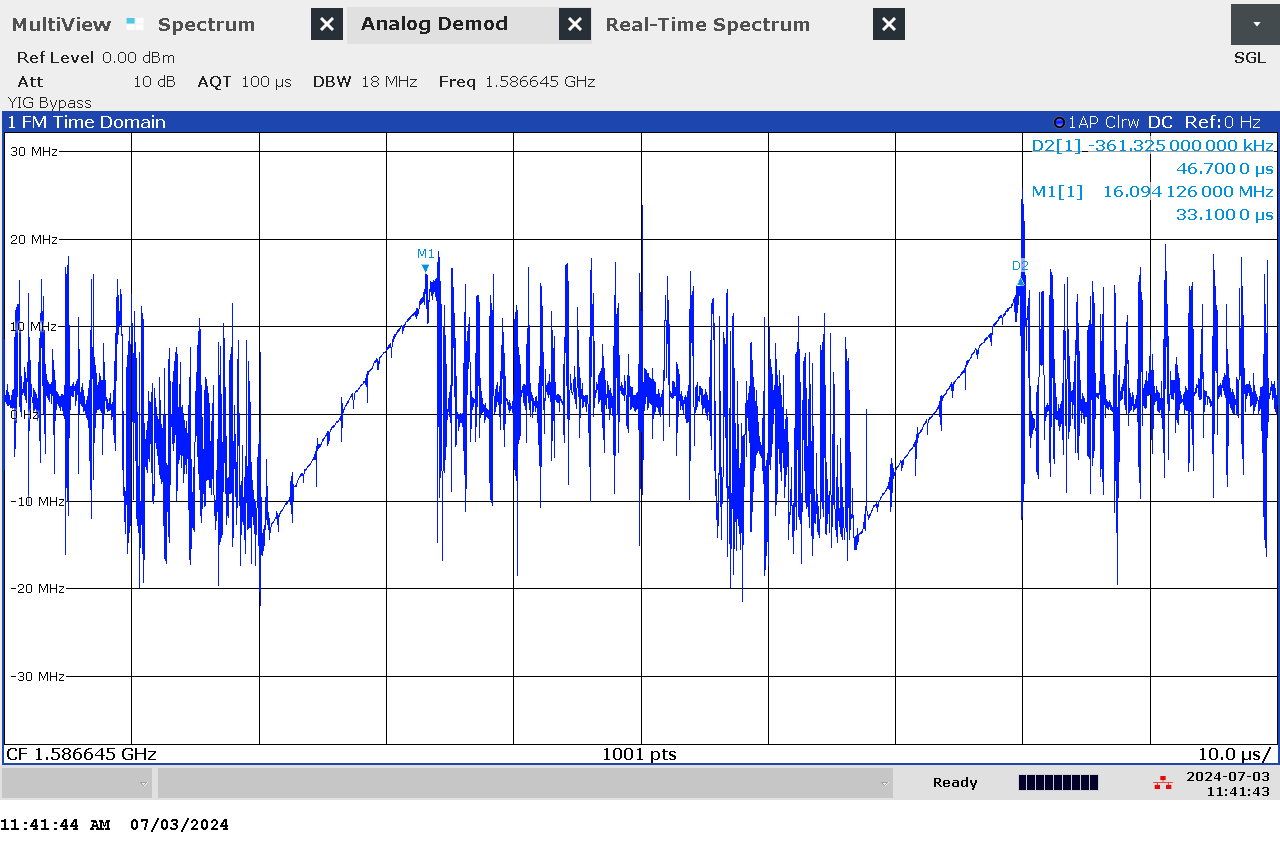 MultiView Spectrum Analog Demod Real-Time Spectrum
Ref Level 0.00 dBm SGL
Att 10 dB AQT 100 µs DBW 18 MHz Freq 1.586645 GHz
YIG Bypass
1 FM Time Domain 1AP Clrw DC Ref:0 Hz
D2[1] -361.325 000 000 kHz
46.700 0 µs
M1[1] 16.094 126 000 MHz
33.100 0 µs
30 MHz
20 MHz
M1
D2
10 MHz
0 Hz
-10 MHz
-20 MHz
-30 MHz
CF 1.586645 GHz 1001 pts 10.0 µs/
Ready 2024-07-03
11:41:43
11:41:44 AM 07/03/2024